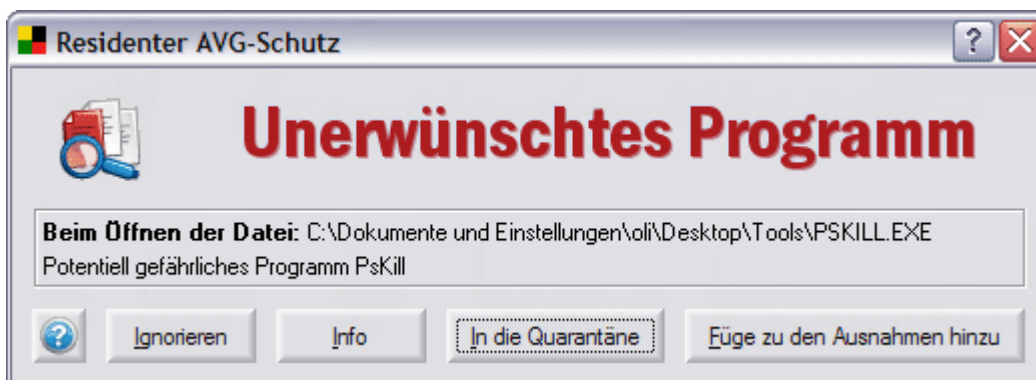 Residenter AVG-Schutz
Unerwünschtes Programm
Beim Öffnen der Datei: C:\Dokumente und Einstellungen\oli\Desktop\Tools\PSKILL.EXE
Potentiell gefährliches Programm PsKill
Ignorieren Info In die Quarantäne Füge zu den Ausnahmen hinzu